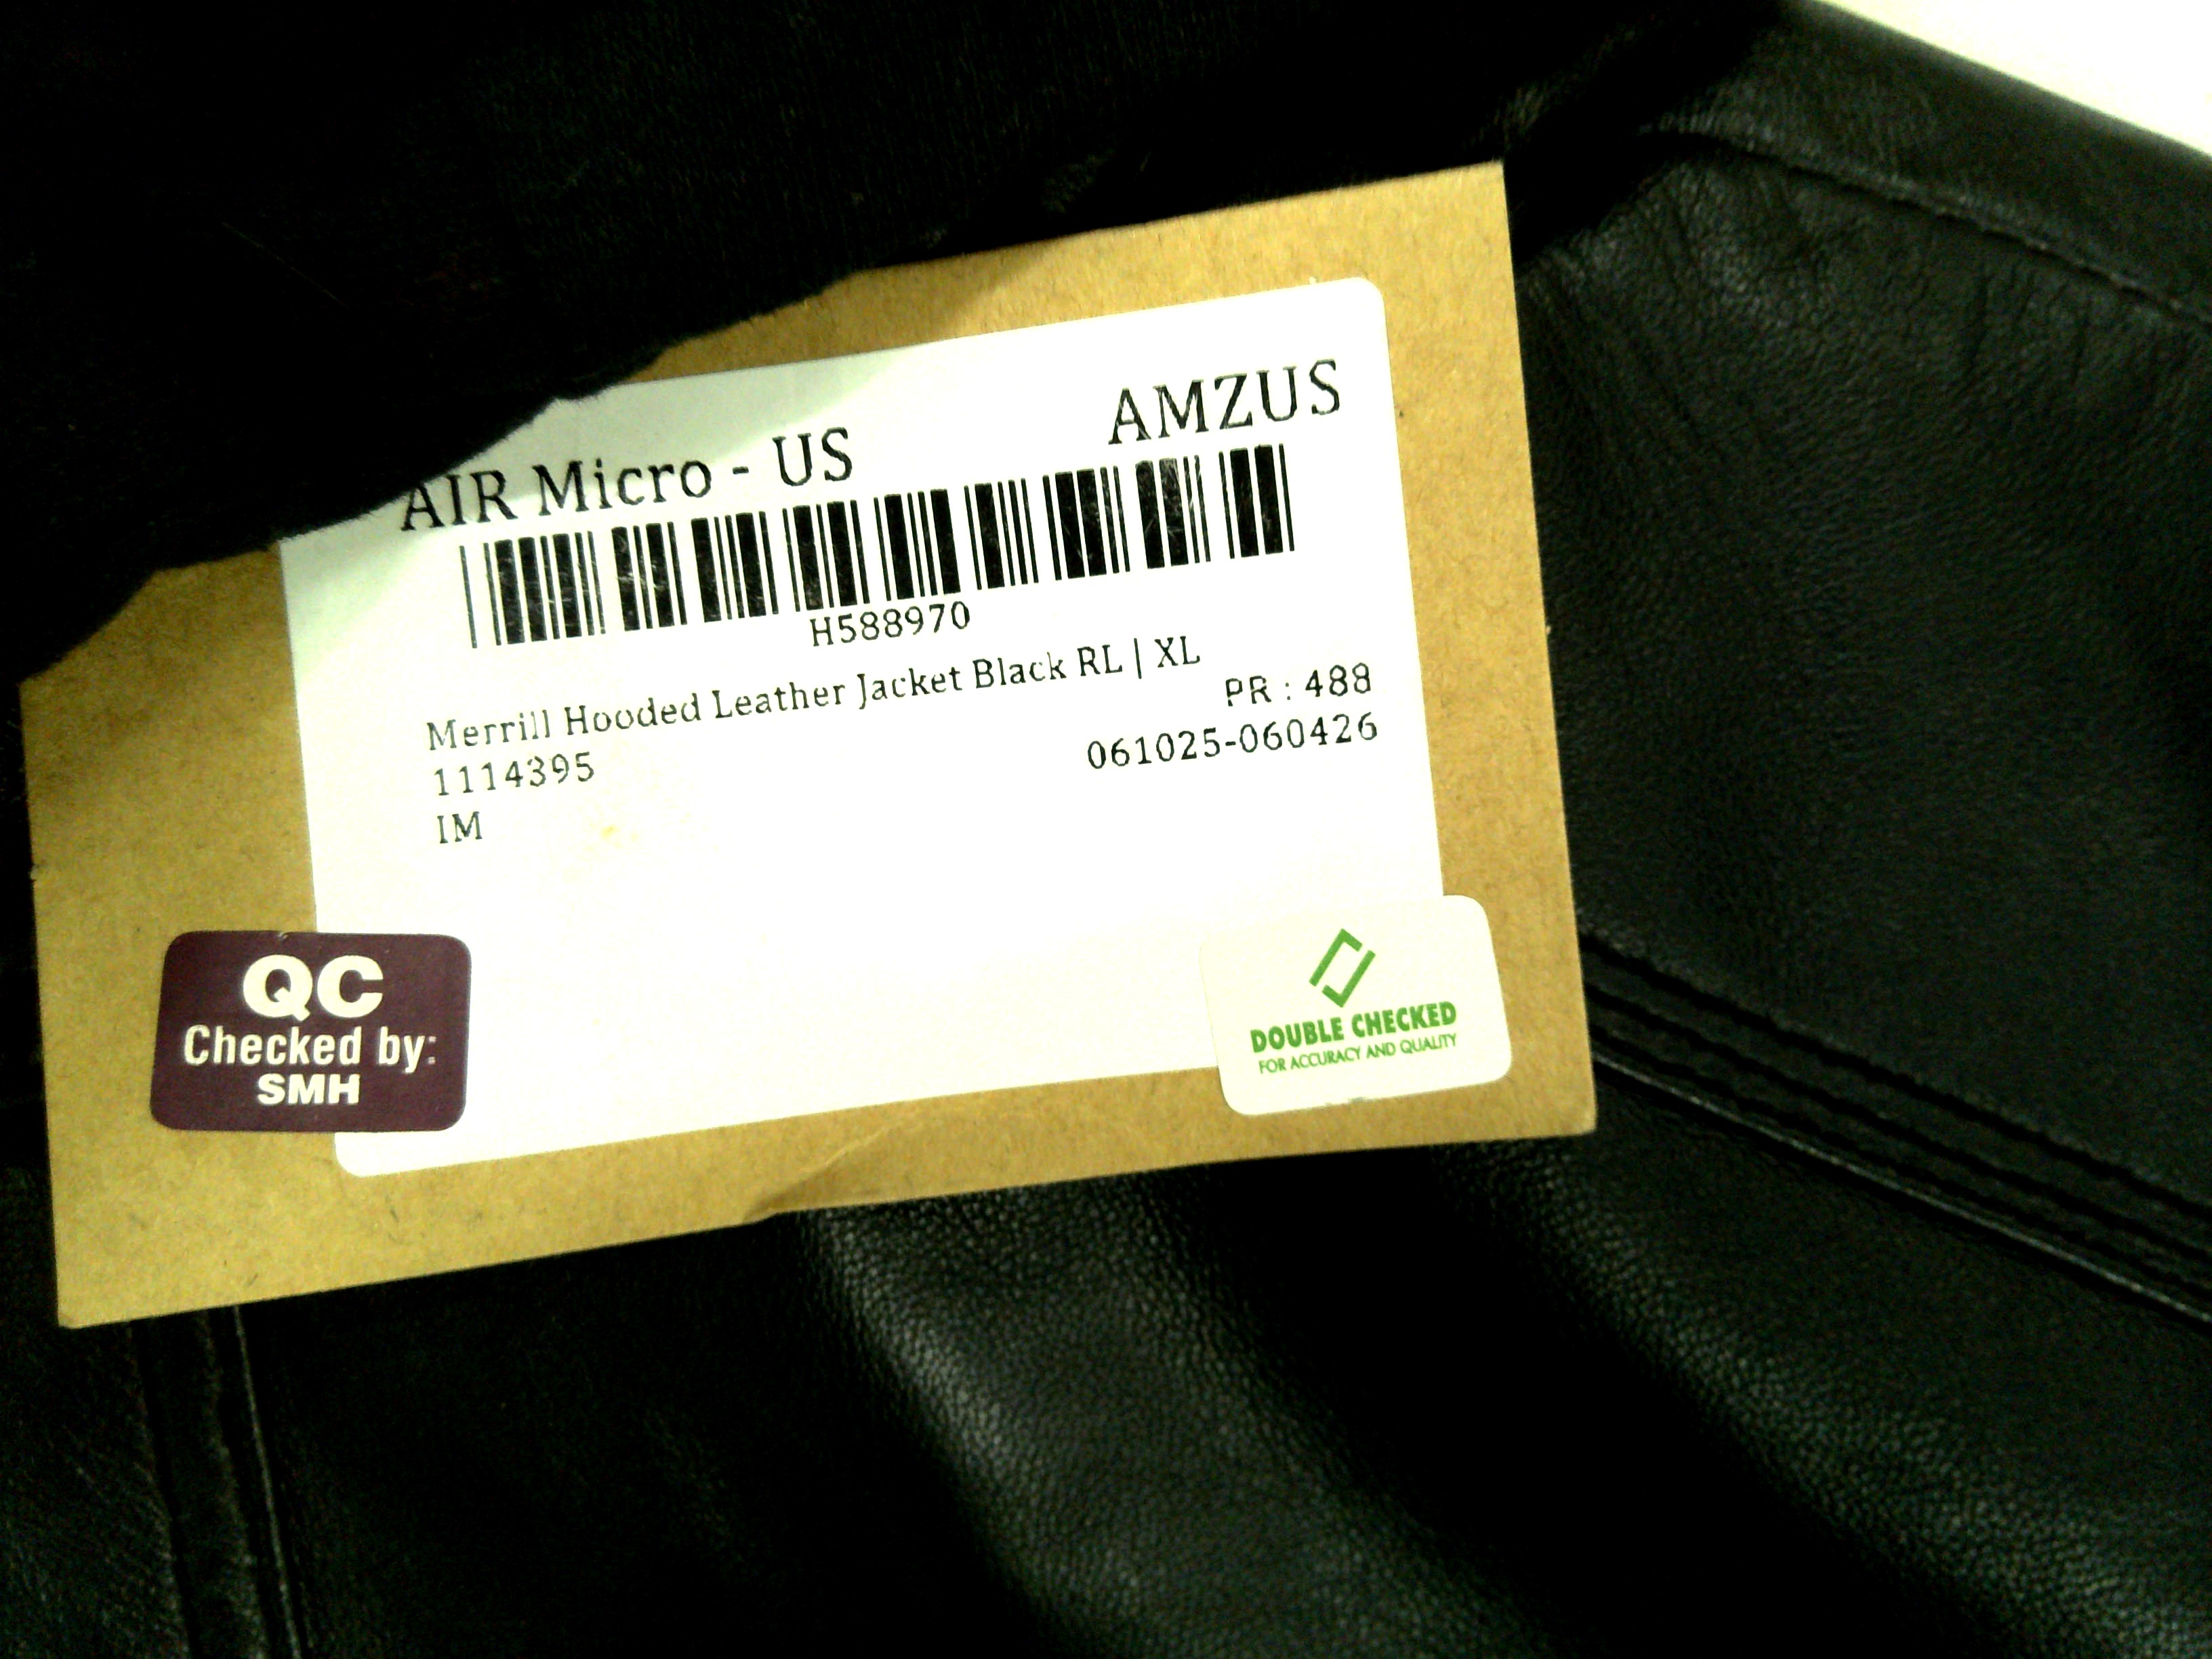 AIR Micro - US
AMZUS
H588970
Merrill Hooded Leather Jacket Black RL | XL
PR : 488
1114395
061025-060426
IM
QC
Checked by:
SMH
DOUBLE CHECKED
FOR ACCURACY AND QUALITY